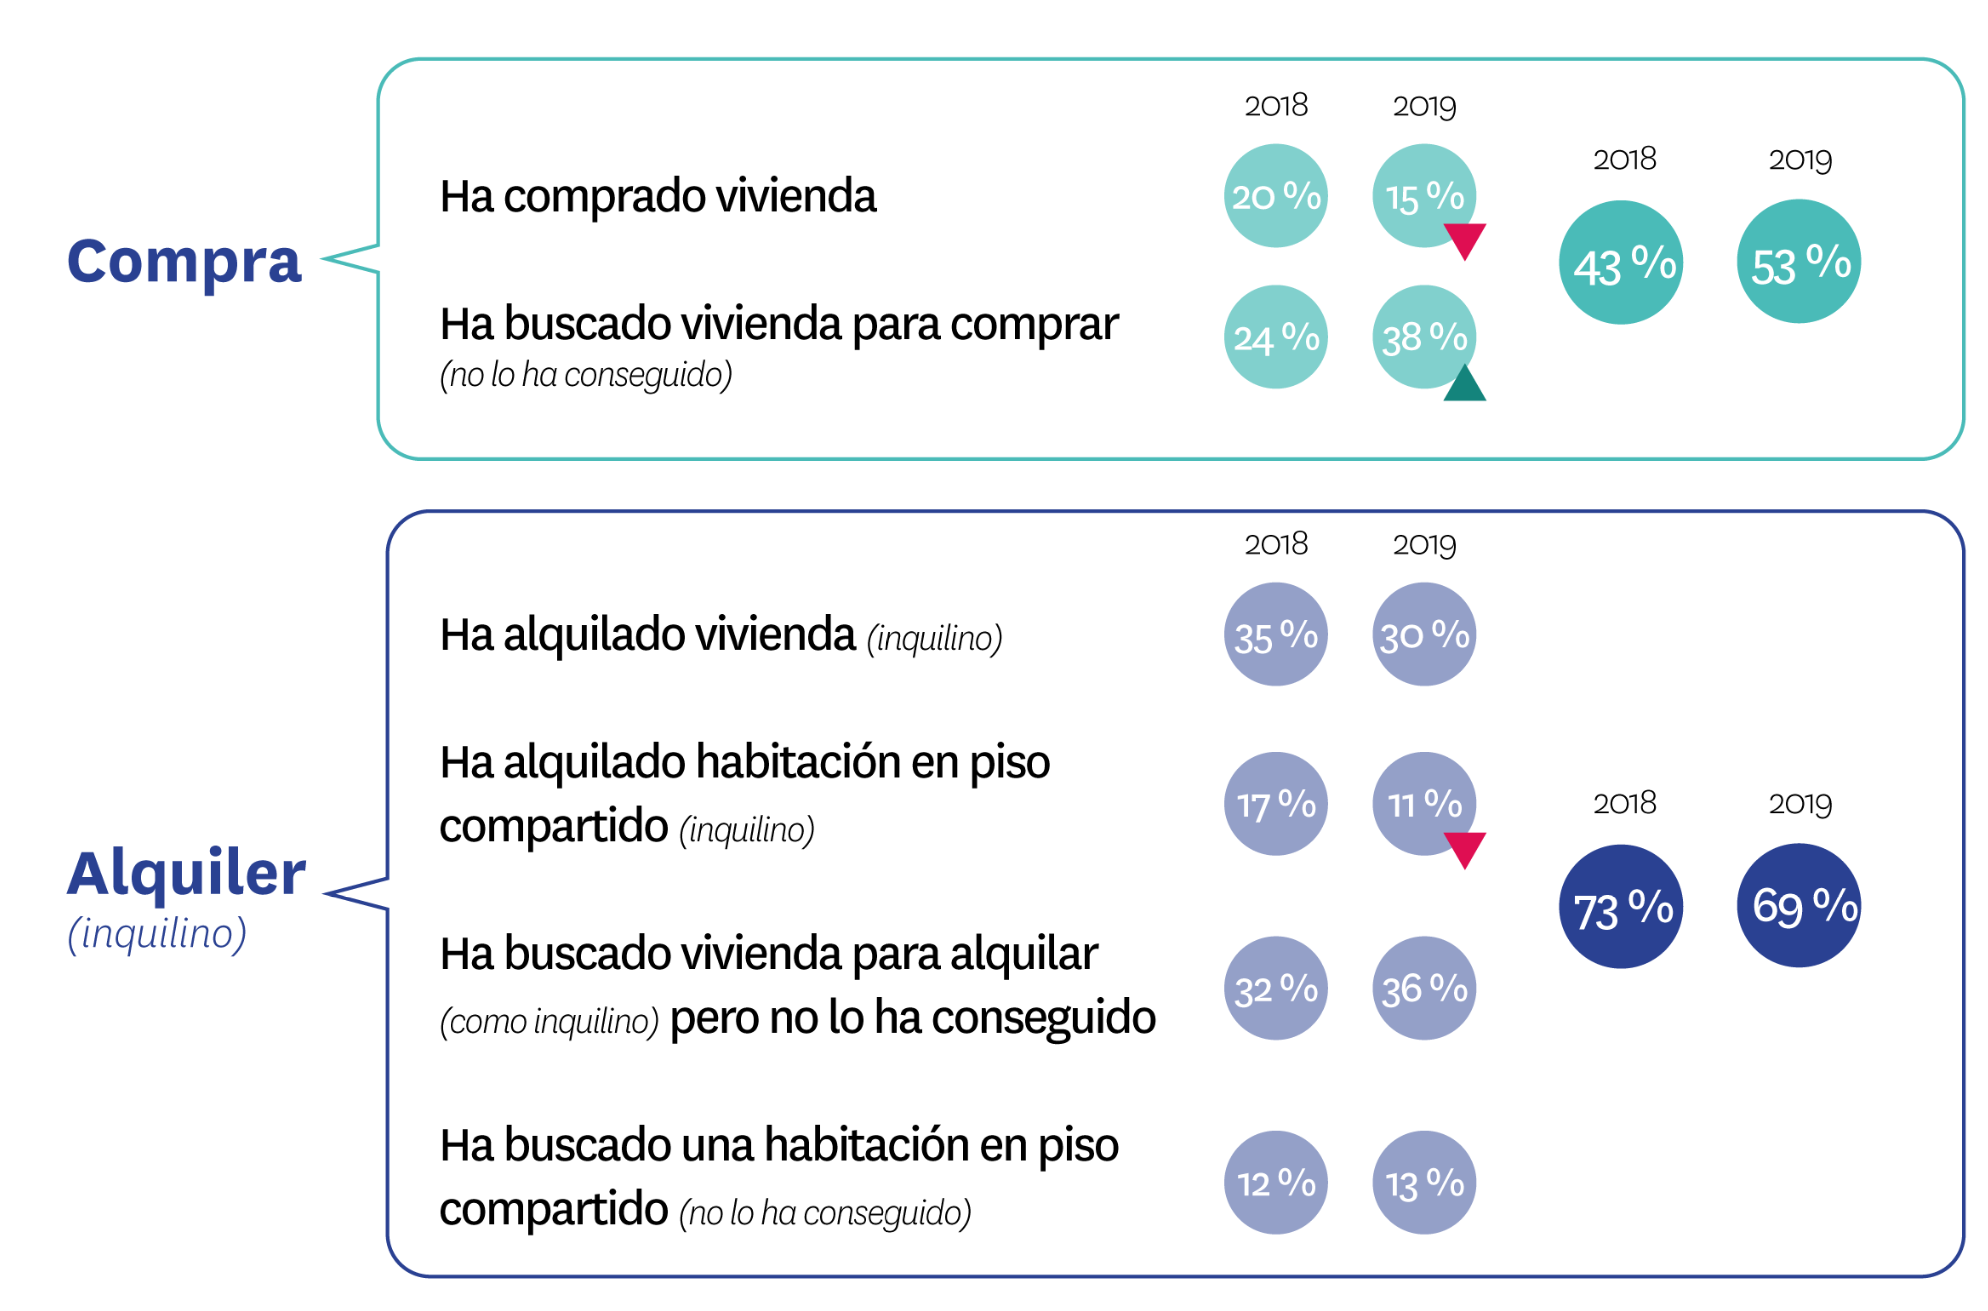 Compra
2018 2019
Ha comprado vivienda
20 % 15 %
Ha buscado vivienda para comprar
(no lo ha conseguido)
24 % 38 %
2018 2019
43 % 53 %
Alquiler
(inquilino)
2018 2019
Ha alquilado vivienda (inquilino)
35 % 30 %
Ha alquilado habitación en piso
compartido (inquilino)
17 % 11 %
Ha buscado vivienda para alquilar
(como inquilino) pero no lo ha conseguido
32 % 36 %
Ha buscado una habitación en piso
compartido (no lo ha conseguido)
12 % 13 %
2018 2019
73 % 69 %